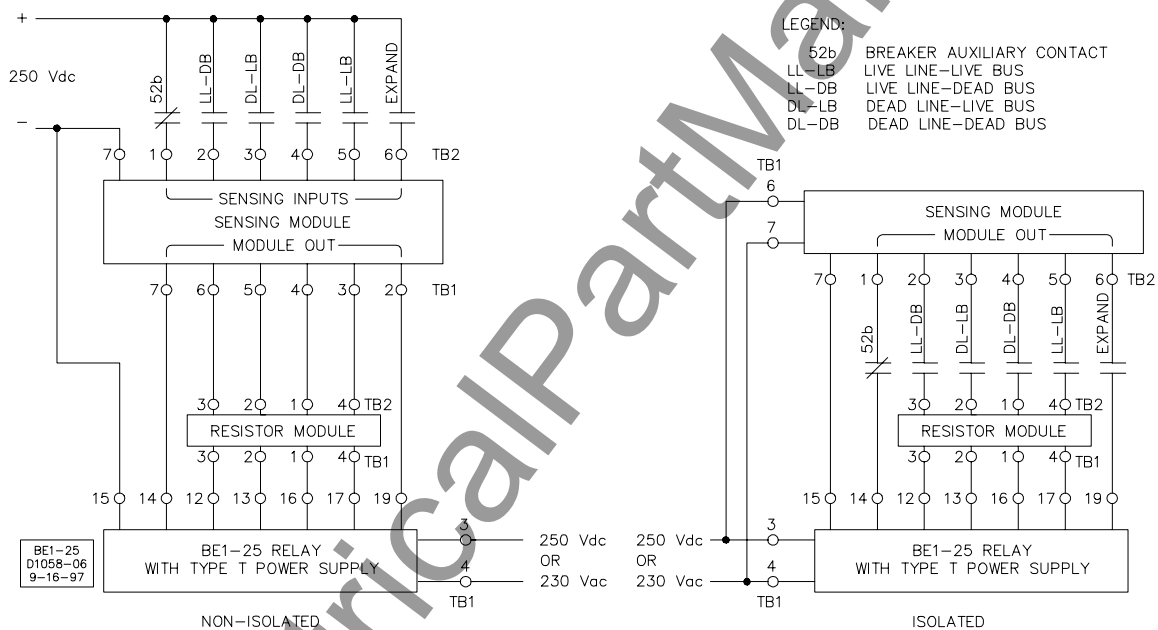 +
250 Vdc
−
52b
LL−DB
DL−LB
DL−DB
LL−LB
EXPAND
7 1 2 3 4 5 6 TB2
SENSING INPUTS
SENSING MODULE
MODULE OUT
7 6 5 4 3 2 TB1
3 2 1 4 TB2
RESISTOR MODULE
3 2 1 4 TB1
15 14 12 13 16 17 19
BE1−25 RELAY
WITH TYPE T POWER SUPPLY
3
4
TB1
250 Vdc
OR
230 Vac
BE1−25
D1058−06
9−16−97
NON−ISOLATED
LEGEND:
52b BREAKER AUXILIARY CONTACT
LL−LB LIVE LINE−LIVE BUS
LL−DB LIVE LINE−DEAD BUS
DL−LB DEAD LINE−LIVE BUS
DL−DB DEAD LINE−DEAD BUS
TB1
6
7
SENSING MODULE
MODULE OUT
7 1 2 3 4 5 6 TB2
52b
LL−DB
DL−LB
DL−DB
LL−LB
EXPAND
3 2 1 4 TB2
RESISTOR MODULE
3 2 1 4 TB1
15 14 12 13 16 17 19
250 Vdc
OR
230 Vac
3
4
TB1
BE1−25 RELAY
WITH TYPE T POWER SUPPLY
ISOLATED